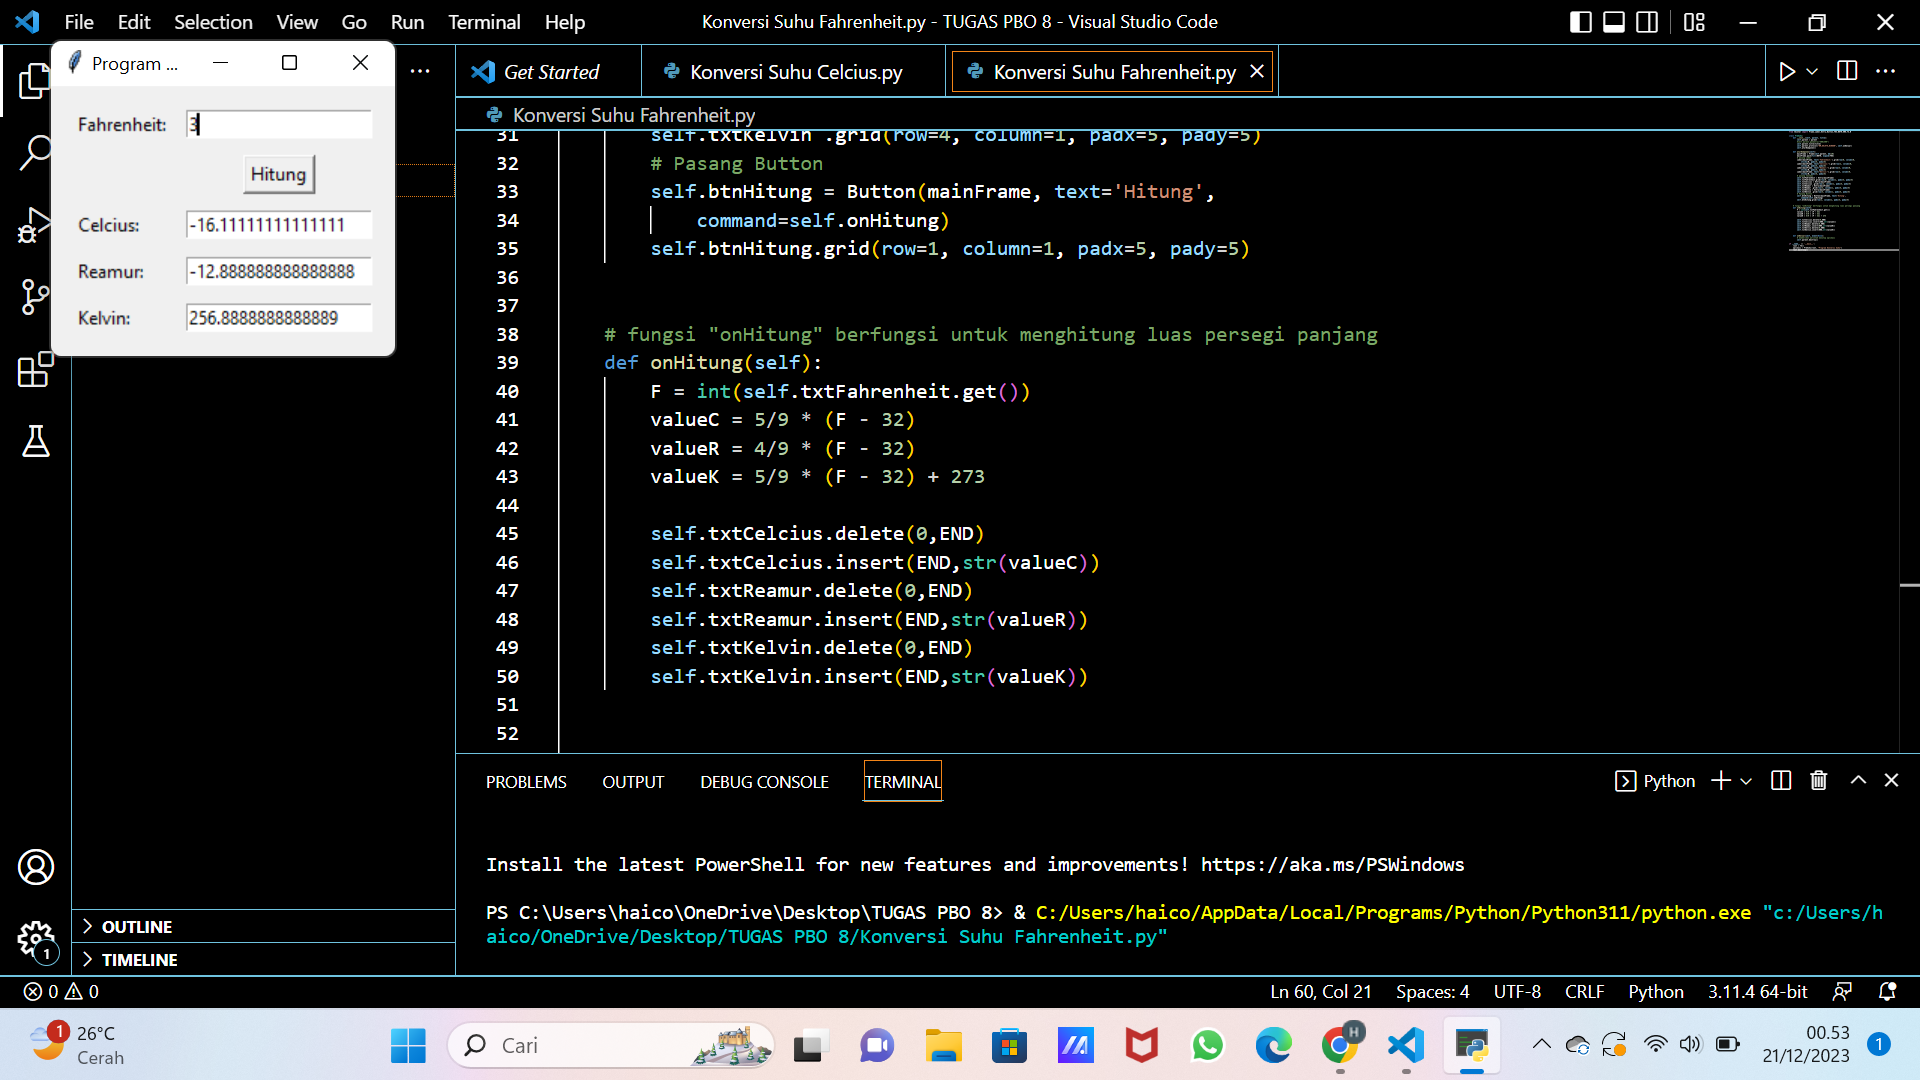 File Edit Selection View Go Run Terminal Help
Konversi Suhu Fahrenheit.py - TUGAS PBO 8 - Visual Studio Code
Program ...
Fahrenheit: 3
Hitung
Celcius: -16.11111111111111
Reamur: -12.888888888888888
Kelvin: 256.8888888888889
Get Started
Konversi Suhu Celcius.py
Konversi Suhu Fahrenheit.py
Konversi Suhu Fahrenheit.py
31 self.txtKelvin .grid(row=4, column=1, padx=5, pady=5)
32 # Pasang Button
33 self.btnHitung = Button(mainFrame, text='Hitung',
34 command=self.onHitung)
35 self.btnHitung.grid(row=1, column=1, padx=5, pady=5)
36
37
38 # fungsi "onHitung" berfungsi untuk menghitung luas persegi panjang
39 def onHitung(self):
40 F = int(self.txtFahrenheit.get())
41 valueC = 5/9 * (F - 32)
42 valueR = 4/9 * (F - 32)
43 valueK = 5/9 * (F - 32) + 273
44
45 self.txtCelcius.delete(0,END)
46 self.txtCelcius.insert(END,str(valueC))
47 self.txtReamur.delete(0,END)
48 self.txtReamur.insert(END,str(valueR))
49 self.txtKelvin.delete(0,END)
50 self.txtKelvin.insert(END,str(valueK))
51
52
PROBLEMS OUTPUT DEBUG CONSOLE TERMINAL
Python
Install the latest PowerShell for new features and improvements! https://aka.ms/PSWindows
PS C:\Users\haico\OneDrive\Desktop\TUGAS PBO 8> & C:/Users/haico/AppData/Local/Programs/Python/Python311/python.exe "c:/Users/h
aico/OneDrive/Desktop/TUGAS PBO 8/Konversi Suhu Fahrenheit.py"
1
OUTLINE
TIMELINE
0 0
Ln 60, Col 21 Spaces: 4 UTF-8 CRLF Python 3.11.4 64-bit
1
26°C
Cerah
Cari
H
00.53
21/12/2023
1